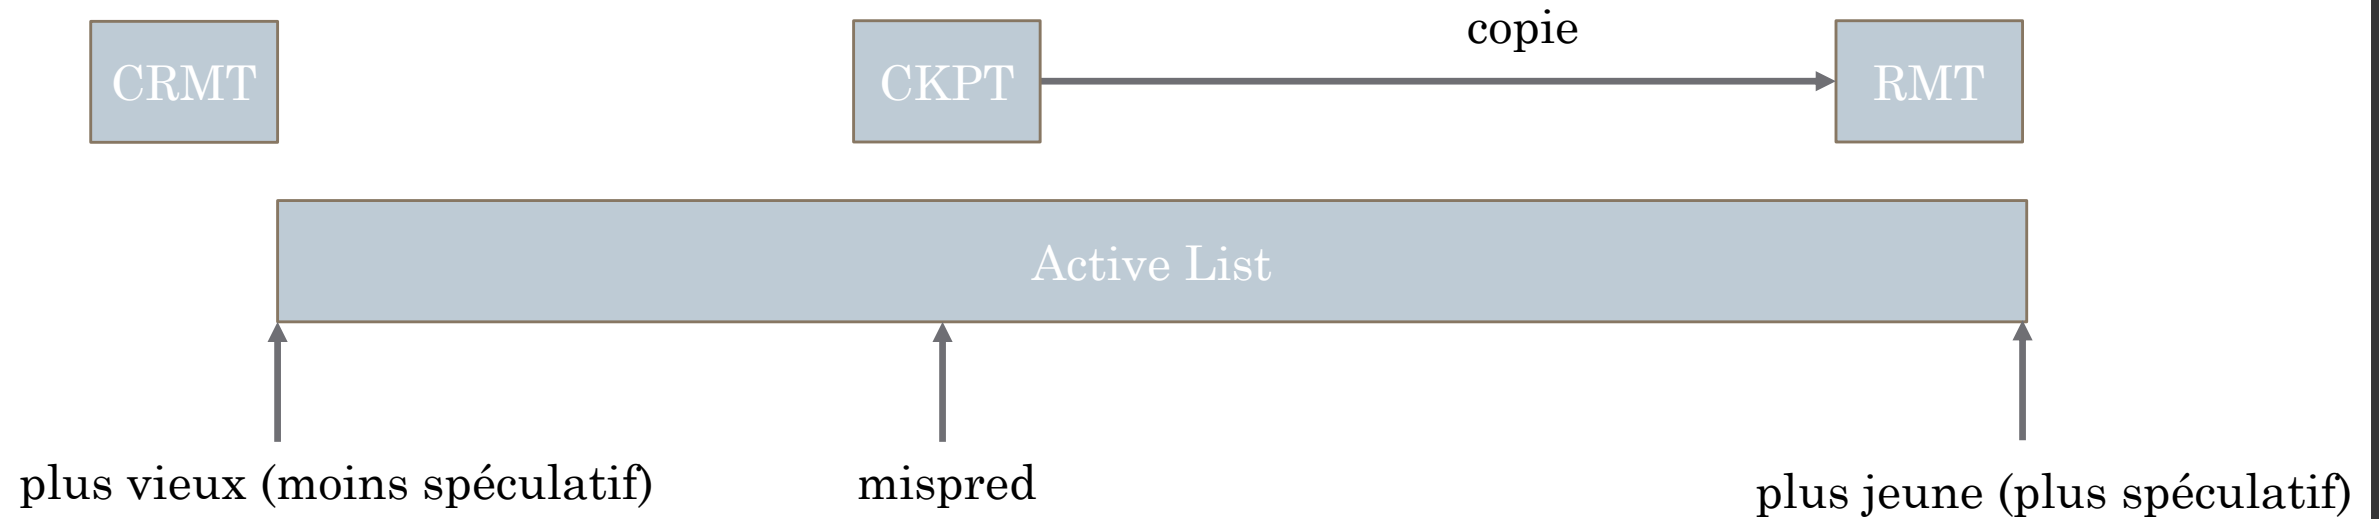 copie
CRMT
CKPT
RMT
Active List
plus vieux (moins spéculatif)
mispred
plus jeune (plus spéculatif)